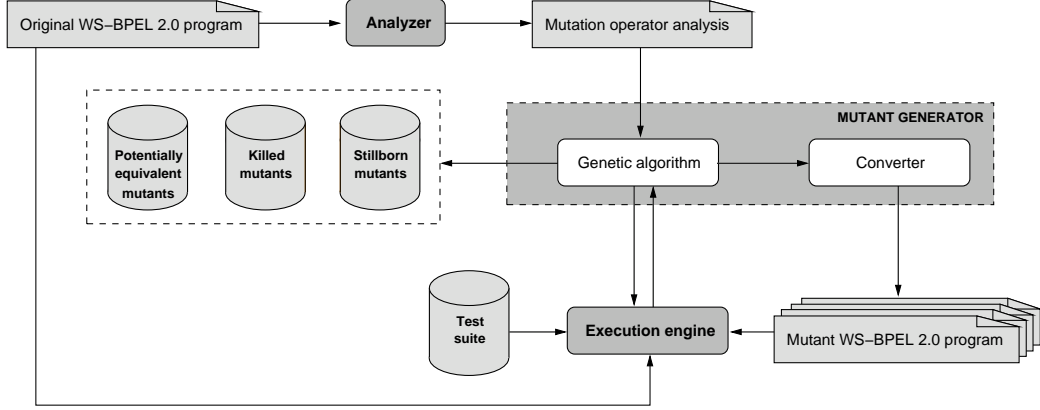 Original WS−BPEL 2.0 program
Analyzer
Mutation operator analysis
MUTANT GENERATOR
Potentially
equivalent
mutants
Killed
mutants
Stillborn
mutants
Genetic algorithm
Converter
Test
suite
Execution engine
Mutant WS−BPEL 2.0 program